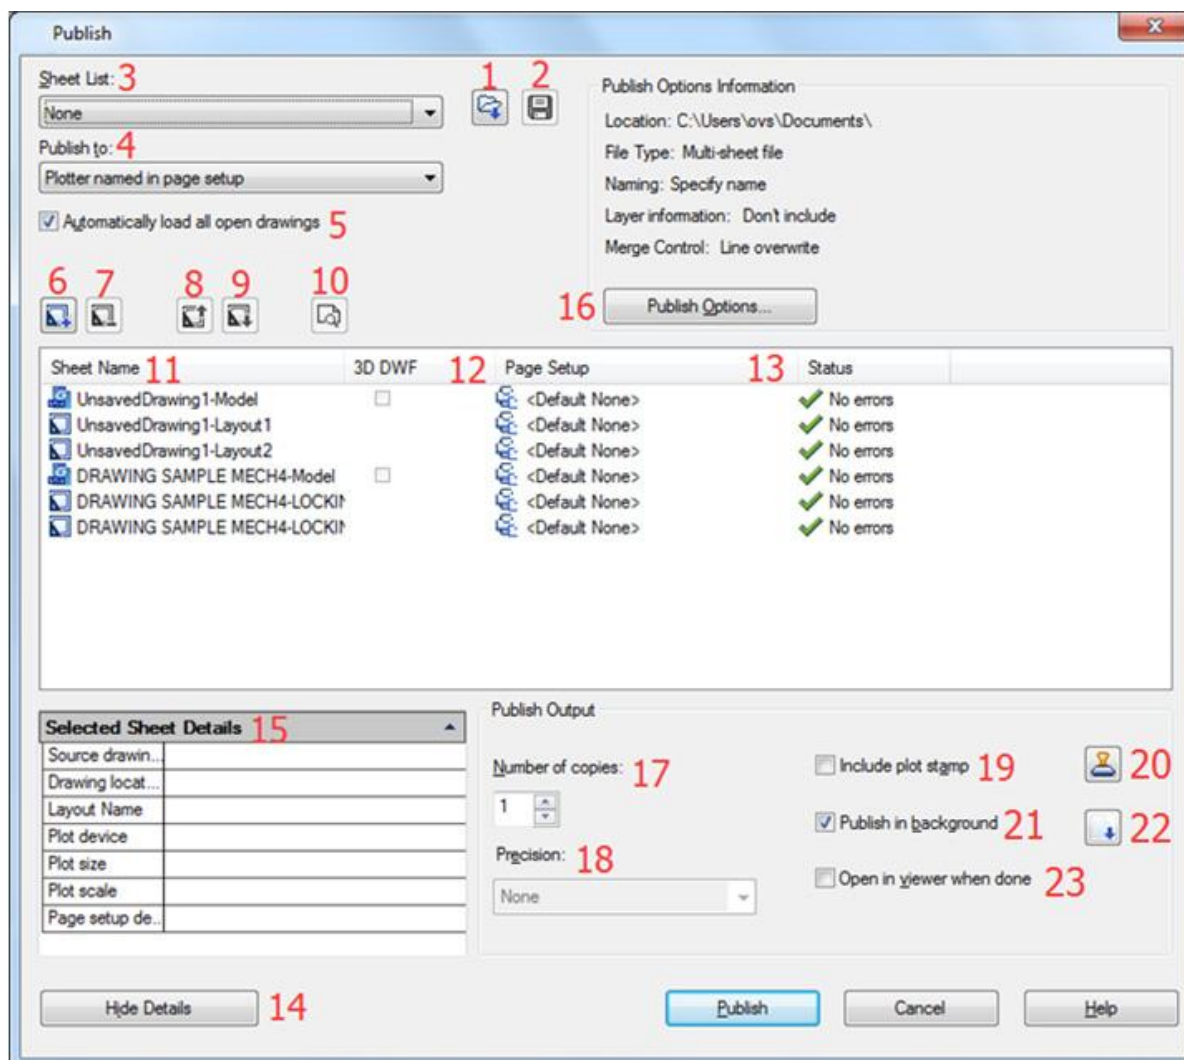 Publish
Sheet List: 3
1 2
None
Publish to: 4
Plotter named in page setup
Automatically load all open drawings 5
Publish Options Information
Location: C:\Users\ovs\Documents\
File Type: Multi-sheet file
Naming: Specify name
Layer information: Don't include
Merge Control: Line overwrite
16 Publish Options...
6 7 8 9 10
Sheet Name 11 3D DWF 12 Page Setup 13 Status
UnsavedDrawing1-Model <Default None> No errors
UnsavedDrawing1-Layout1 <Default None> No errors
UnsavedDrawing1-Layout2 <Default None> No errors
DRAWING SAMPLE MECH4-Model <Default None> No errors
DRAWING SAMPLE MECH4-LOCKIN <Default None> No errors
DRAWING SAMPLE MECH4-LOCKIN <Default None> No errors
Selected Sheet Details 15
Source drawin...
Drawing locat...
Layout Name
Plot device
Plot size
Plot scale
Page setup de...
Publish Output
Number of copies: 17
1
Precision: 18
None
Include plot stamp 19 20
Publish in background 21 22
Open in viewer when done 23
Hide Details 14
Publish Cancel Help